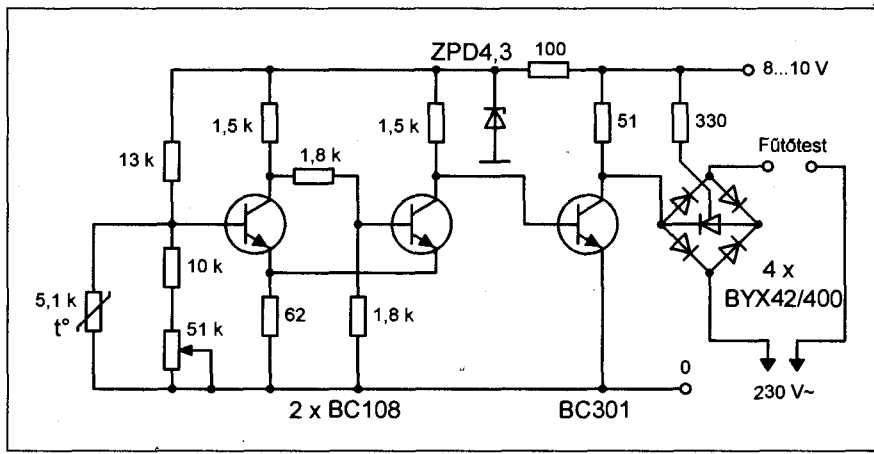 ZPD4,3
100
8...10 V
1,5 k
1,5 k
51
330
13 k
1,8 k
Fűtőtest
10 k
5,1 k
t°
51 k
62
1,8 k
4 x
BYX42/400
0
2 x BC108
BC301
230 V~